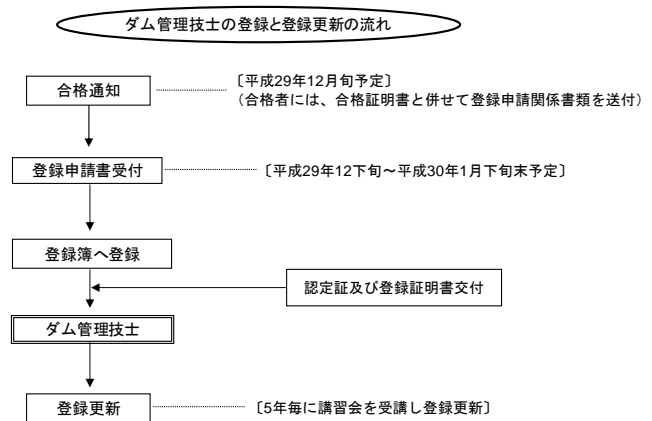 ダム管理技士の登録と登録更新の流れ
合格通知
〔平成29年12月旬予定〕
(合格者には、合格証明書と併せて登録申請関係書類を送付)
登録申請書受付
〔平成29年12下旬～平成30年1月下旬末予定〕
登録簿へ登録
認定証及び登録証明書交付
ダム管理技士
登録更新
〔5年毎に講習会を受講し登録更新〕